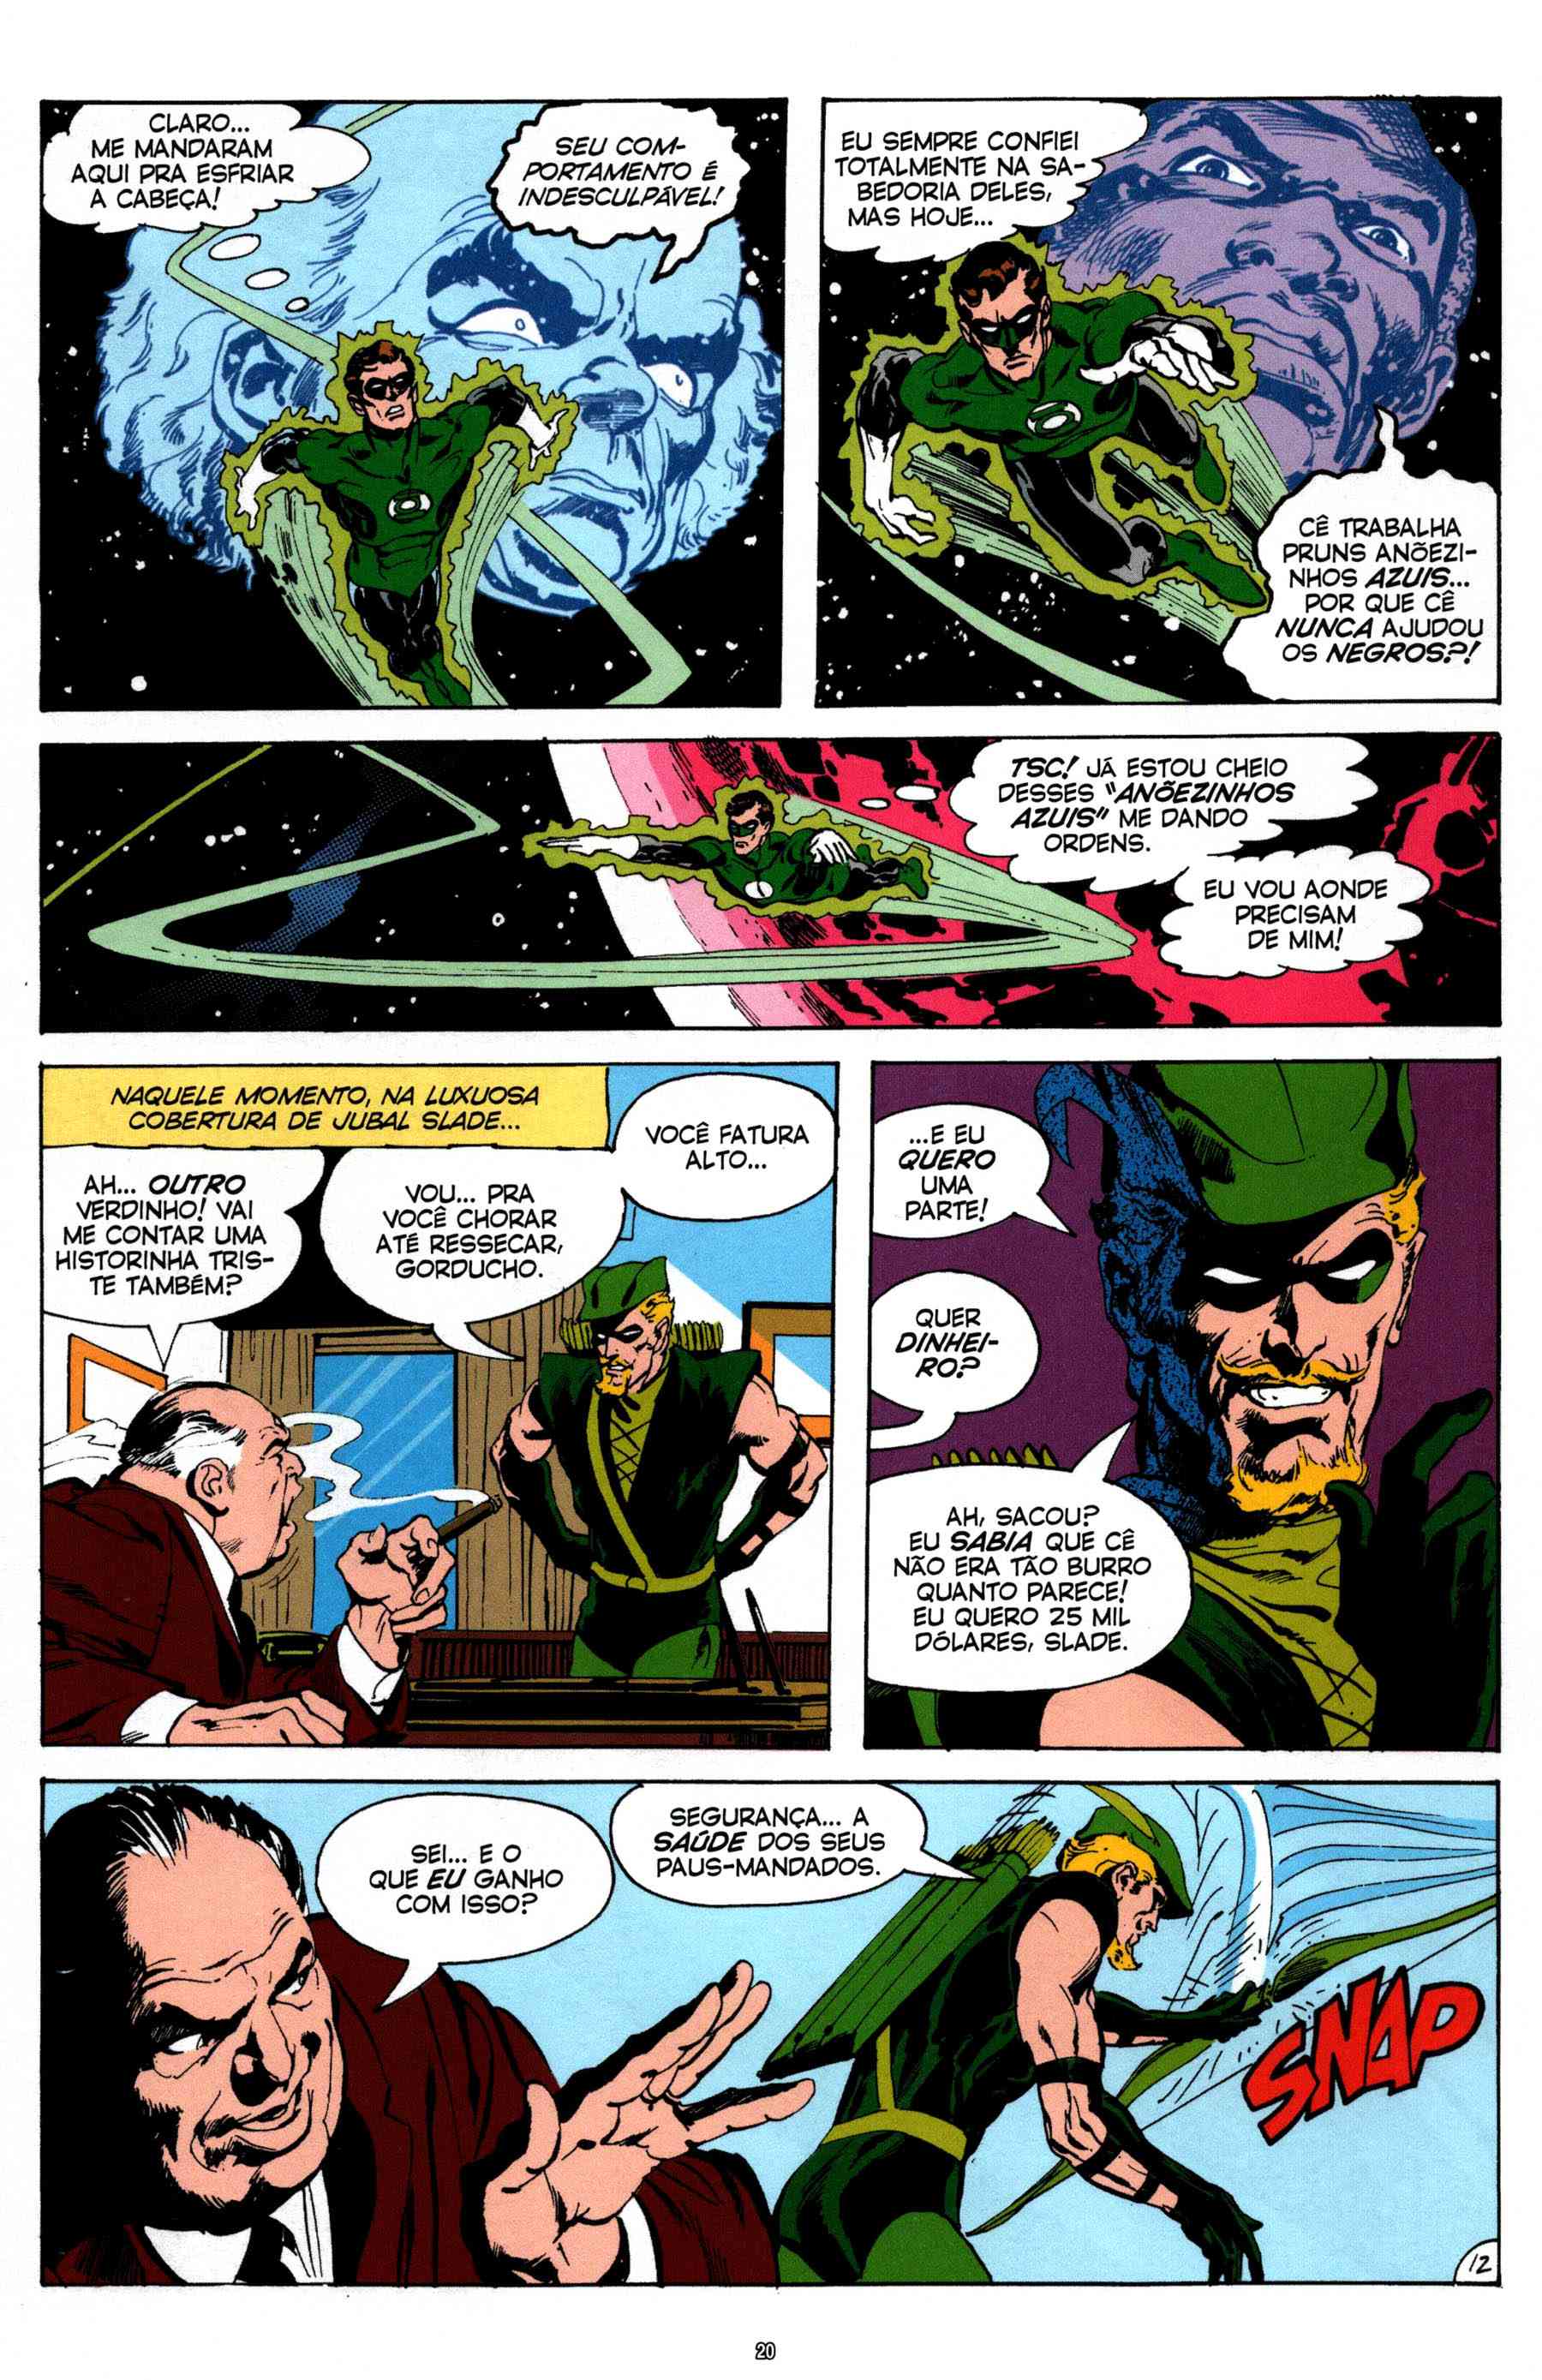 CLARO...
ME MANDARAM
AQUI PRA ESFRIAR
A CABEÇA!
SEU COM-
PORTAMENTO É
INDESCULPÁVEL!
EU SEMPRE CONFIEI
TOTALMENTE NA SA-
BEDORIA DELES,
MAS HOJE...
CÊ TRABALHA
PRUNS ANÕEZI-
NHOS AZUIS...
POR QUE CÊ
NUNCA AJUDOU
OS NEGROS?!
TSC! JÁ ESTOU CHEIO
DESSES "ANÕEZINHOS
AZUIS" ME DANDO
ORDENS.
EU VOU AONDE
PRECISAM
DE MIM!
NAQUELE MOMENTO, NA LUXUOSA
COBERTURA DE JUBAL SLADE...
AH... OUTRO
VERDINHO! VAI
ME CONTAR UMA
HISTORINHA TRIS-
TE TAMBÉM?
VOU... PRA
VOCÊ CHORAR
ATÉ RESSECAR,
GORDUCHO.
VOCÊ FATURA
ALTO...
...E EU
QUERO
UMA
PARTE!
QUER
DINHEI-
RO?
AH, SACOU?
EU SABIA QUE CÊ
NÃO ERA TÃO BURRO
QUANTO PARECE!
EU QUERO 25 MIL
DÓLARES, SLADE.
SEI... E O
QUE EU GANHO
COM ISSO?
SEGURANÇA... A
SAÚDE DOS SEUS
PAUS-MANDADOS.
SNAP
12
20